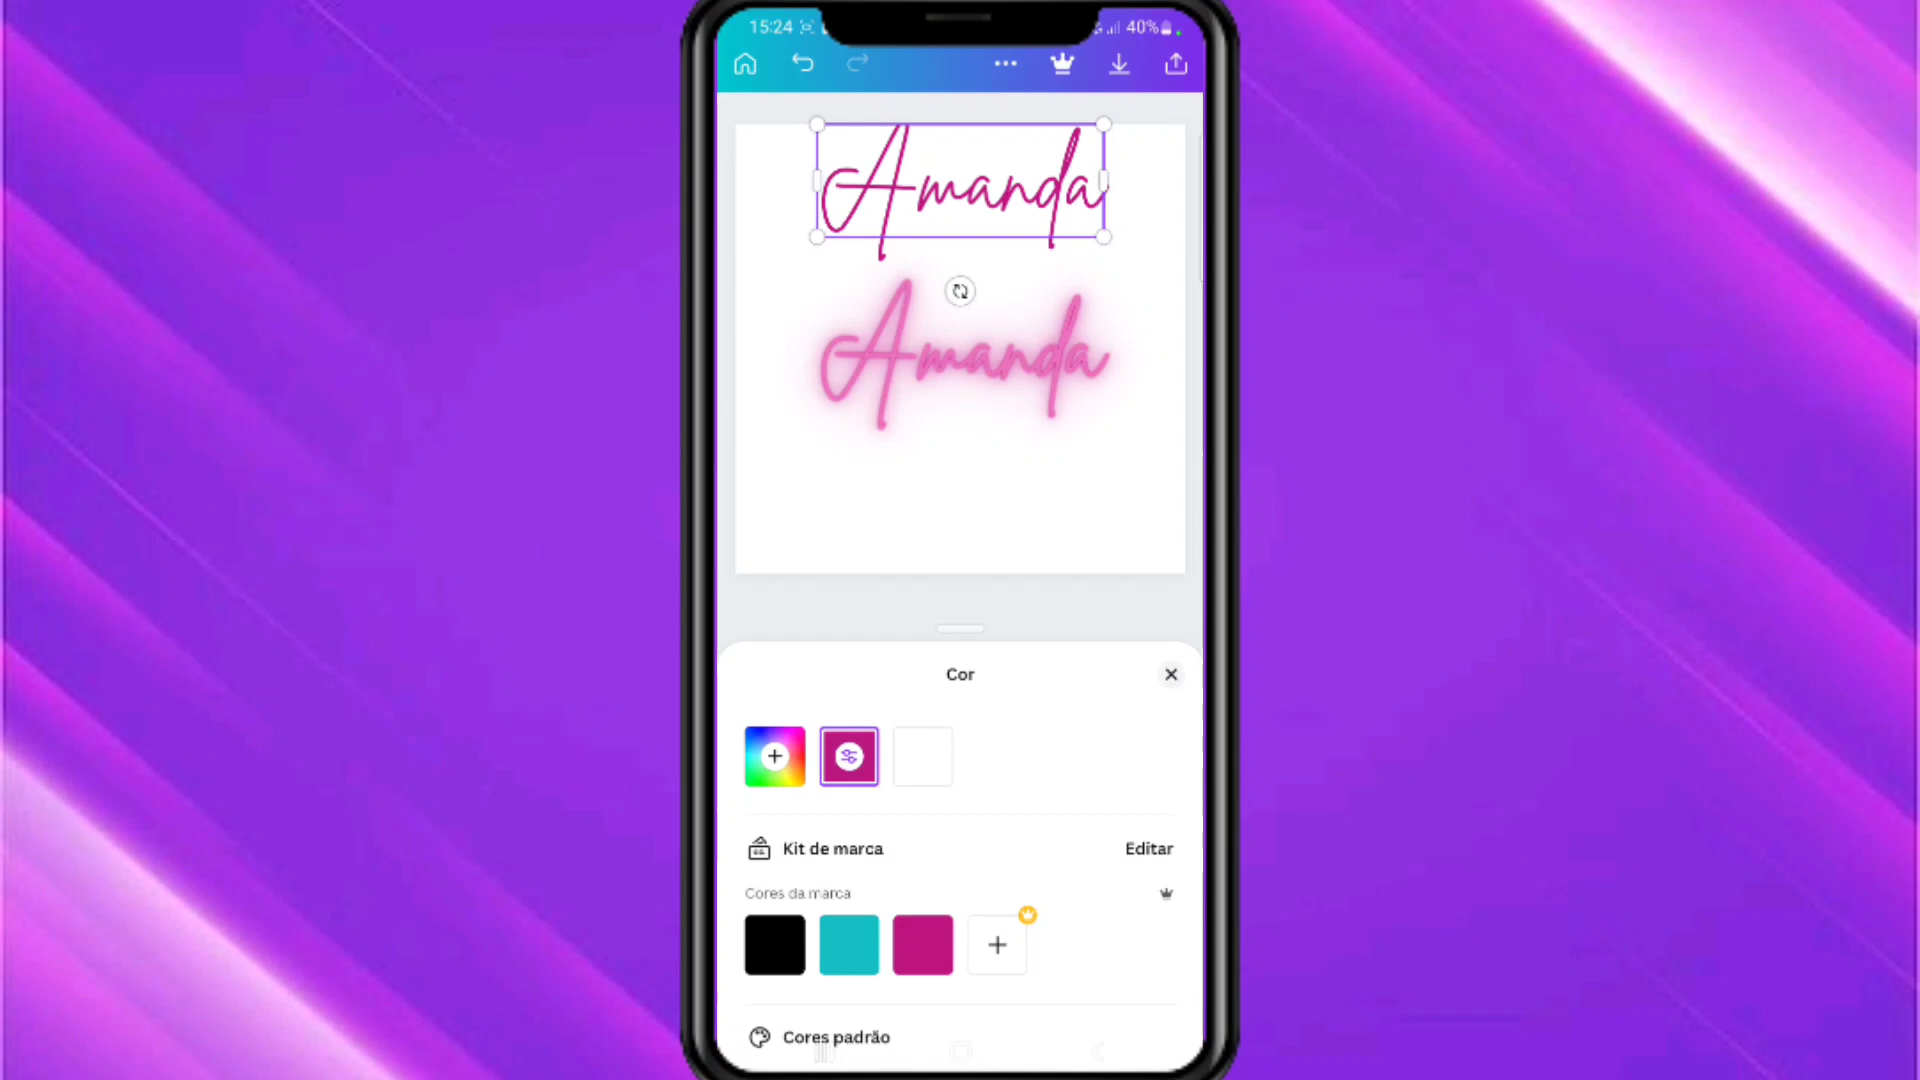 15:24
40%
Amanda
Amanda
Cor
Kit de marca
Editar
Cores da marca
Cores padrão